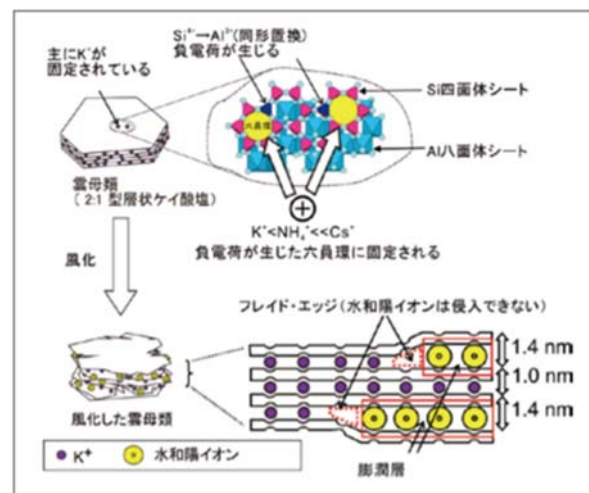 Si⁴⁺→Al³⁺(同形置換)
負電荷が生じる
主にK⁺が
固定されている
Si四面体シート
六員環
Al八面体シート
雲母類
(2:1 型層状ケイ酸塩)
K⁺<NH₄⁺<<Cs⁺
負電荷が生じた六員環に固定される
風化
フレイド・エッジ(水和陽イオンは侵入できない)
1.4 nm
1.0 nm
1.4 nm
風化した雲母類
膨潤層
K⁺
水和陽イオン